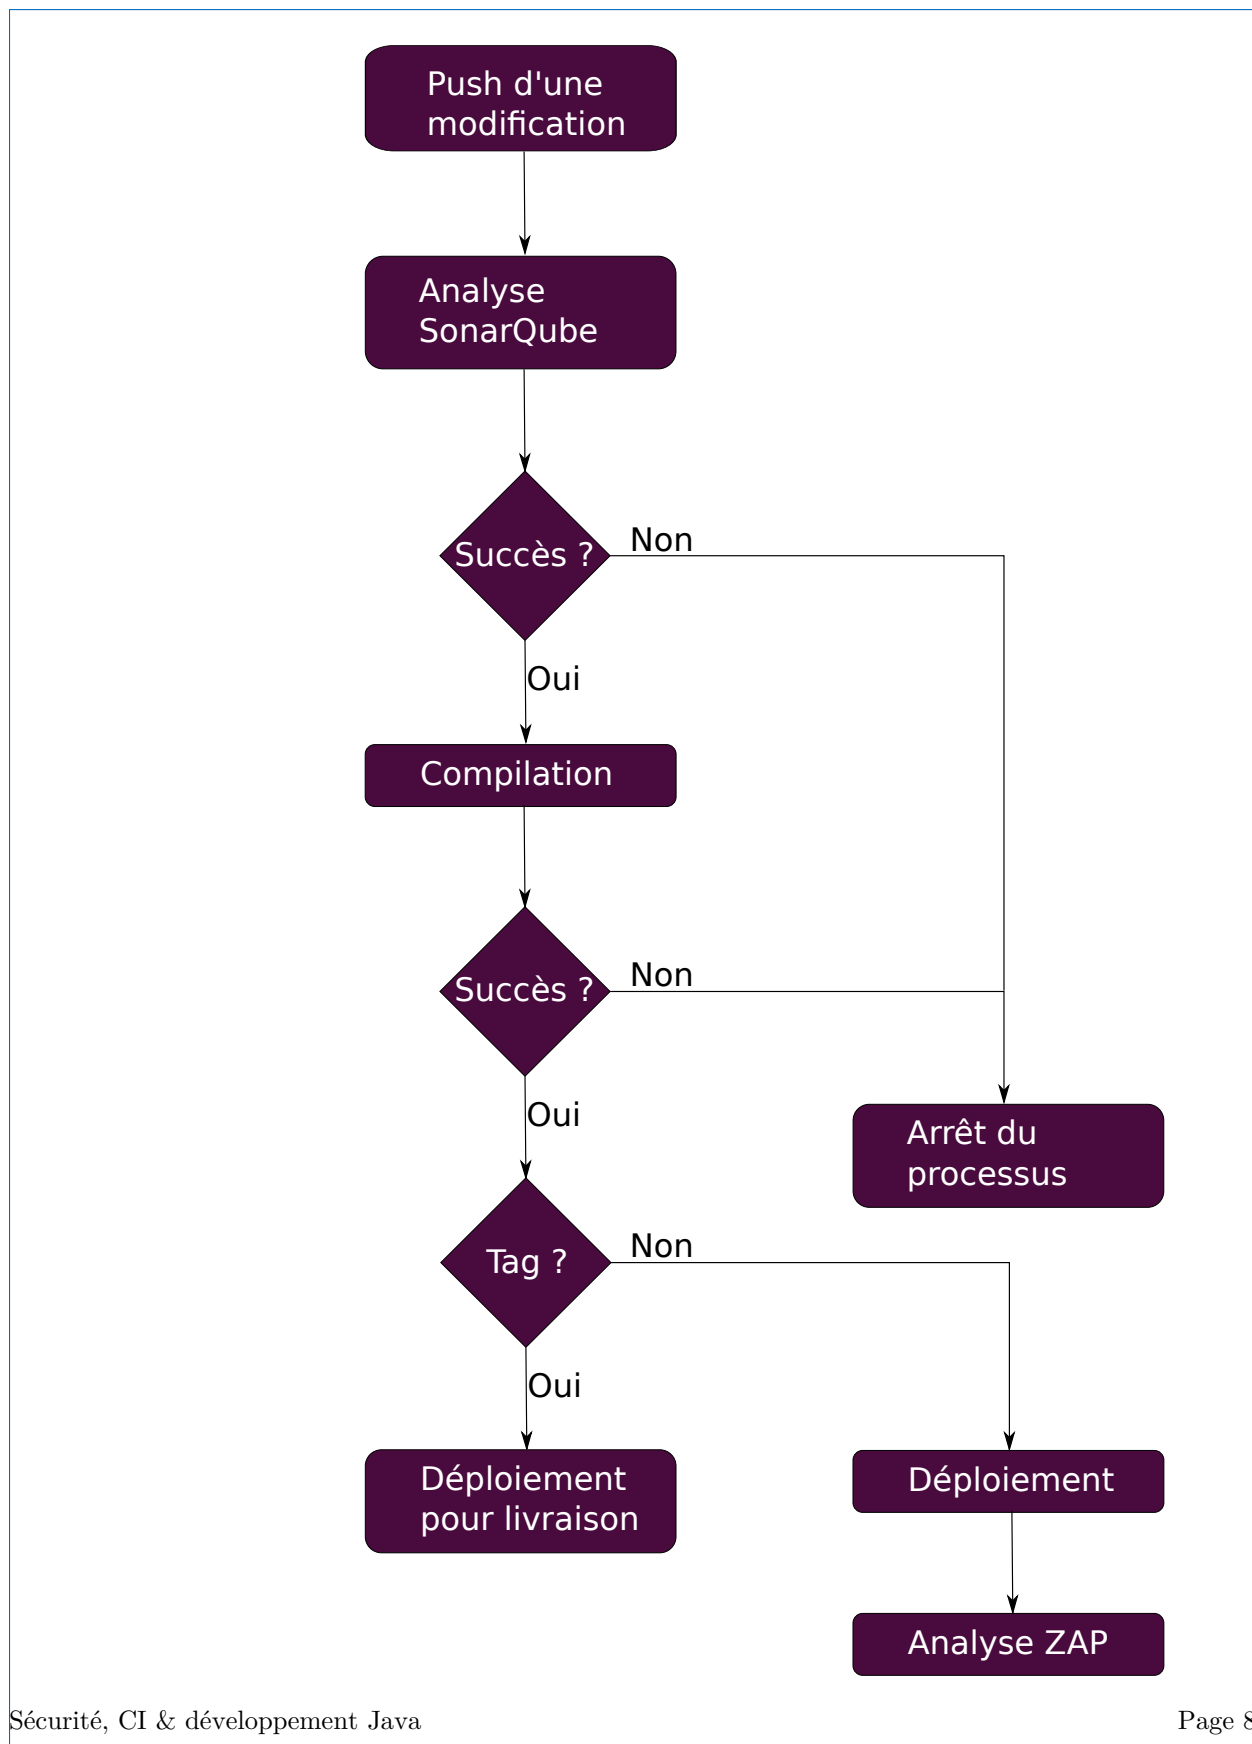 Push d'une
modification
Analyse
SonarQube
Succès ?
Non
Oui
Compilation
Succès ?
Non
Oui
Arrêt du
processus
Tag ?
Non
Oui
Déploiement
pour livraison
Déploiement
Analyse ZAP
Sécurité, CI & développement Java
Page 8